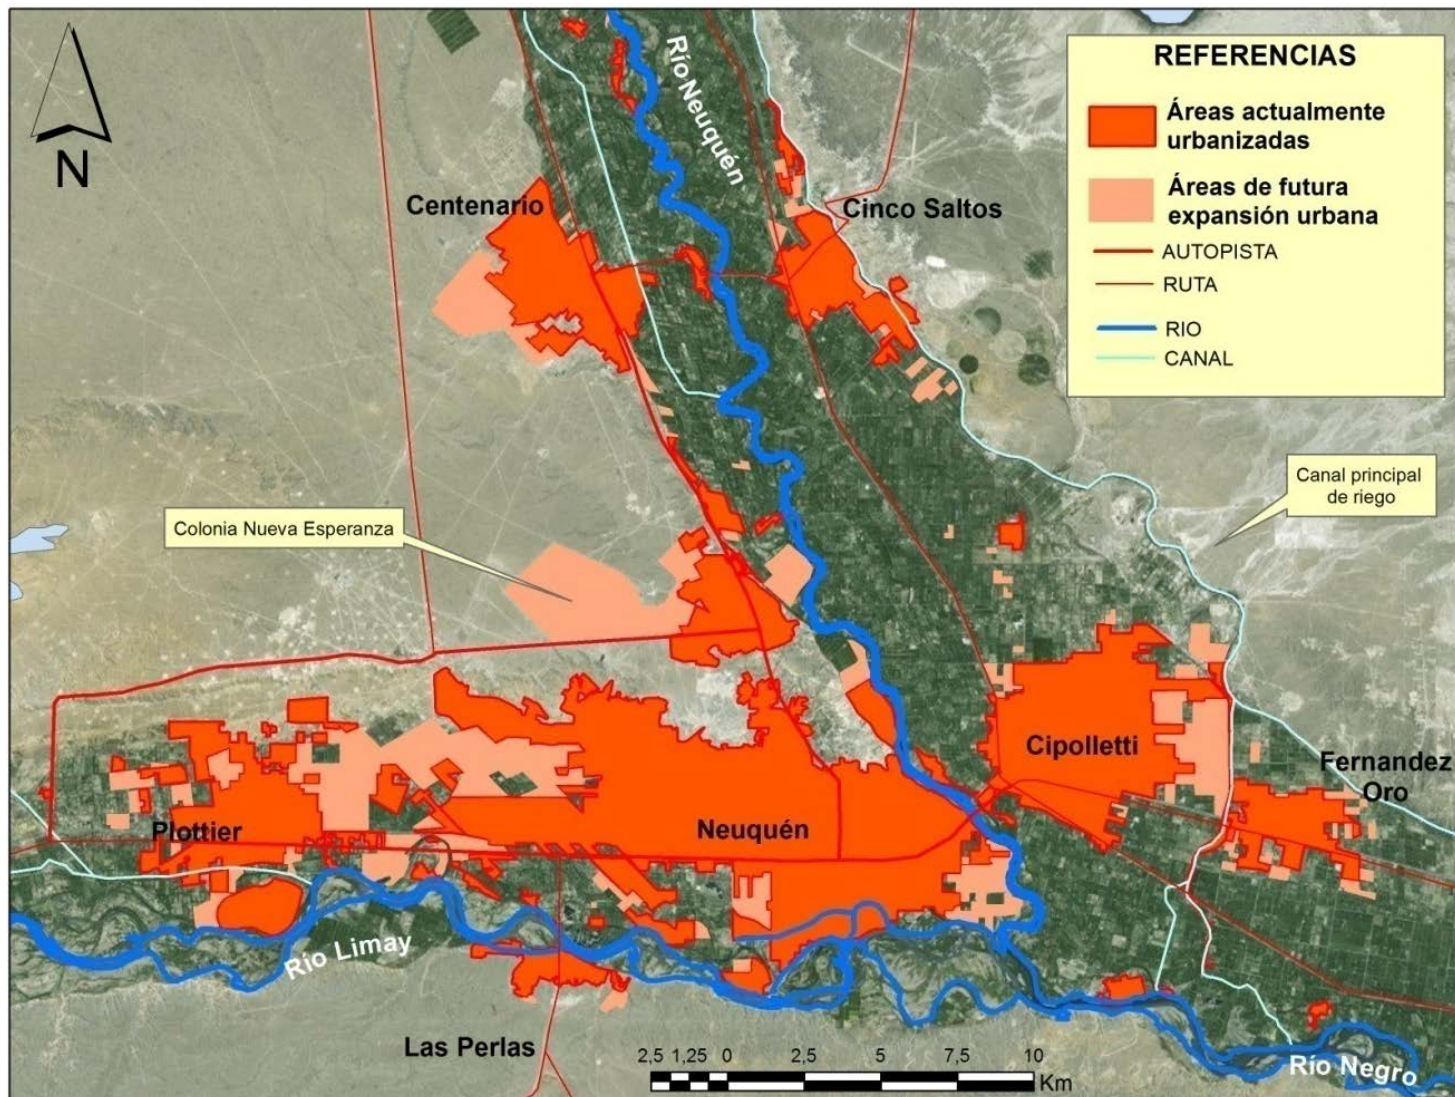 N
Río Neuquén
Centenario
Cinco Saltos
REFERENCIAS
Áreas actualmente
urbanizadas
Áreas de futura
expansión urbana
AUTOPISTA
RUTA
RIO
CANAL
Canal principal
de riego
Colonia Nueva Esperanza
Cipolletti
Fernandez
Oro
Plottier
Neuquén
Río Limay
Las Perlas
2,5 1,25 0 2,5 5 7,5 10
Km
Río Negro